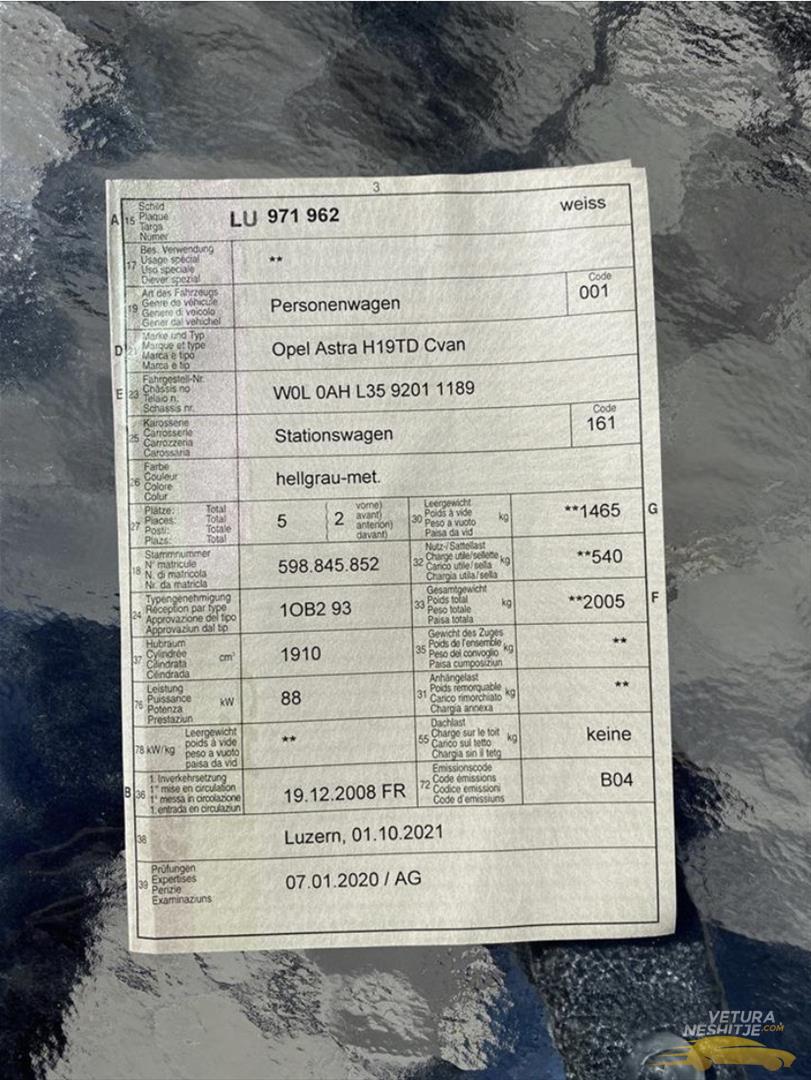 3
A 15 Schild
Plaque
Targa
Numer
LU 971 962
weiss
17 Bes. Verwendung
Usage spécial
Uso speciale
Diever spezial
**
19 Art des Fahrzeugs
Genre de véhicule
Genere di veicolo
Gener dal vehichel
Personenwagen
Code
001
D 21 Marke und Typ
Marque et type
Marca e tipo
Marca e tip
Opel Astra H19TD Cvan
E 23 Fahrgestell-Nr.
Châssis no
Telaio n.
Schassis nr.
W0L 0AH L35 9201 1189
25 Karosserie
Carrosserie
Carrozzeria
Carossaria
Stationswagen
Code
161
26 Farbe
Couleur
Colore
Colur
hellgrau-met.
27 Plätze: Total
Places: Total
Posti: Totale
Plazs: Total
5
2
vorne)
avant)
anteriori)
davant)
30 Leergewicht
Poids à vide
Peso a vuoto
Paisa da vid
kg
**1465
G
18 Stammnummer
N° matricule
N. di matricola
Nr. da matricla
598.845.852
32 Nutz-/Sattellast
Charge utile/sellette
Carico utile/sella
Chargia utila/sella
kg
**540
24 Typengenehmigung
Réception par type
Approvazione del tipo
Approvaziun dal tip
1OB2 93
33 Gesamtgewicht
Poids total
Peso totale
Paisa totala
kg
**2005
F
37 Hubraum
Cylindrée
Cilindrata
Cilindrada
cm³
1910
35 Gewicht des Zuges
Poids de l'ensemble
Peso del convoglio
Paisa cumposiziun
kg
**
76 Leistung
Puissance
Potenza
Prestaziun
kW
88
31 Anhängelast
Poids remorquable
Carico rimorchiato
Chargia annexa
kg
**
78 kW/kg
Leergewicht
poids à vide
peso a vuoto
paisa da vid
**
55 Dachlast
Charge sur le toit
Carico sul tetto
Chargia sin il tetg
kg
keine
B 36 1. Inverkehrsetzung
1re mise en circulation
1a messa in circolazione
1. entrada en circulaziun
19.12.2008 FR
72 Emissionscode
Code émissions
Codice emissioni
Code d'emissiuns
B04
38
Luzern, 01.10.2021
39 Prüfungen
Expertises
Perizie
Examinaziuns
07.01.2020 / AG
VETURA
NESHITJE.COM